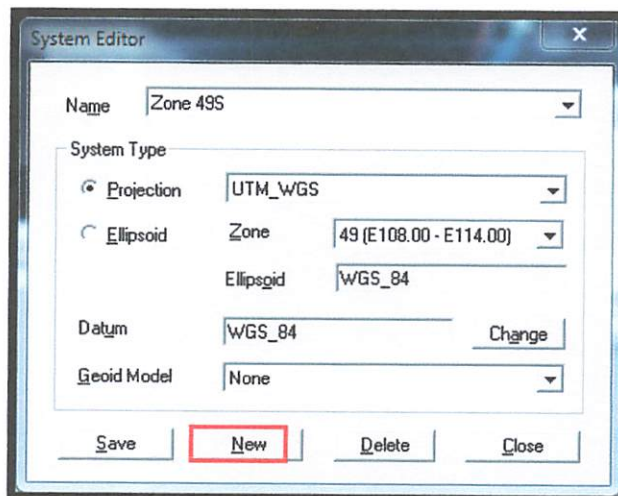 System Editor
Name Zone 49S
System Type
Projection UTM_WGS
Ellipsoid Zone 49 (E108.00 - E114.00)
Ellipsoid WGS_84
Datum WGS_84 Change
Geoid Model None
Save New Delete Close